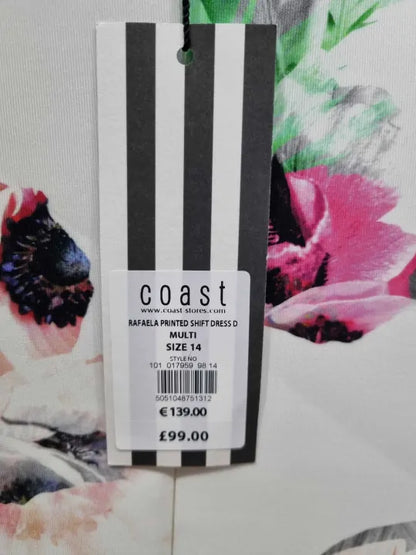 coast
www.coast-stores.com
RAFAELA PRINTED SHIFT DRESS D
MULTI
SIZE 14
STYLE NO
101 017959 98 14
5051048751312
€139.00
£99.00